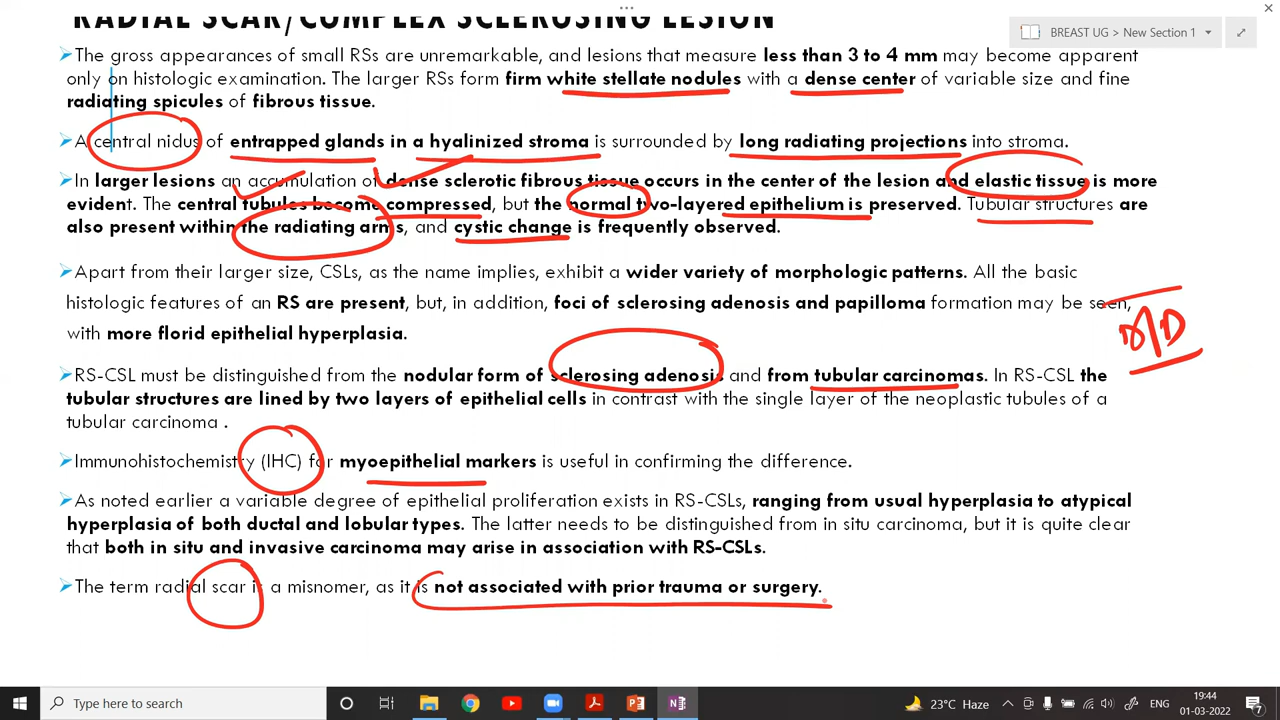 RADIAL SCAR/COMPLEX SCLEROSING LESION
BREAST UG > New Section 1
The gross appearances of small RSs are unremarkable, and lesions that measure less than 3 to 4 mm may become apparent
only on histologic examination. The larger RSs form firm white stellate nodules with a dense center of variable size and fine
radiating spicules of fibrous tissue.
A central nidus of entrapped glands in a hyalinized stroma is surrounded by long radiating projections into stroma.
In larger lesions an accumulation of dense sclerotic fibrous tissue occurs in the center of the lesion and elastic tissue is more
evident. The central tubules become compressed, but the normal two-layered epithelium is preserved. Tubular structures are
also present within the radiating arms, and cystic change is frequently observed.
Apart from their larger size, CSLs, as the name implies, exhibit a wider variety of morphologic patterns. All the basic
histologic features of an RS are present, but, in addition, foci of sclerosing adenosis and papilloma formation may be seen,
with more florid epithelial hyperplasia.
D/D
RS-CSL must be distinguished from the nodular form of sclerosing adenosis and from tubular carcinomas. In RS-CSL the
tubular structures are lined by two layers of epithelial cells in contrast with the single layer of the neoplastic tubules of a
tubular carcinoma .
Immunohistochemistry (IHC) for myoepithelial markers is useful in confirming the difference.
As noted earlier a variable degree of epithelial proliferation exists in RS-CSLs, ranging from usual hyperplasia to atypical
hyperplasia of both ductal and lobular types. The latter needs to be distinguished from in situ carcinoma, but it is quite clear
that both in situ and invasive carcinoma may arise in association with RS-CSLs.
The term radial scar is a misnomer, as it is not associated with prior trauma or surgery.
Type here to search
23°C Haze
ENG
19:44
01-03-2022
7